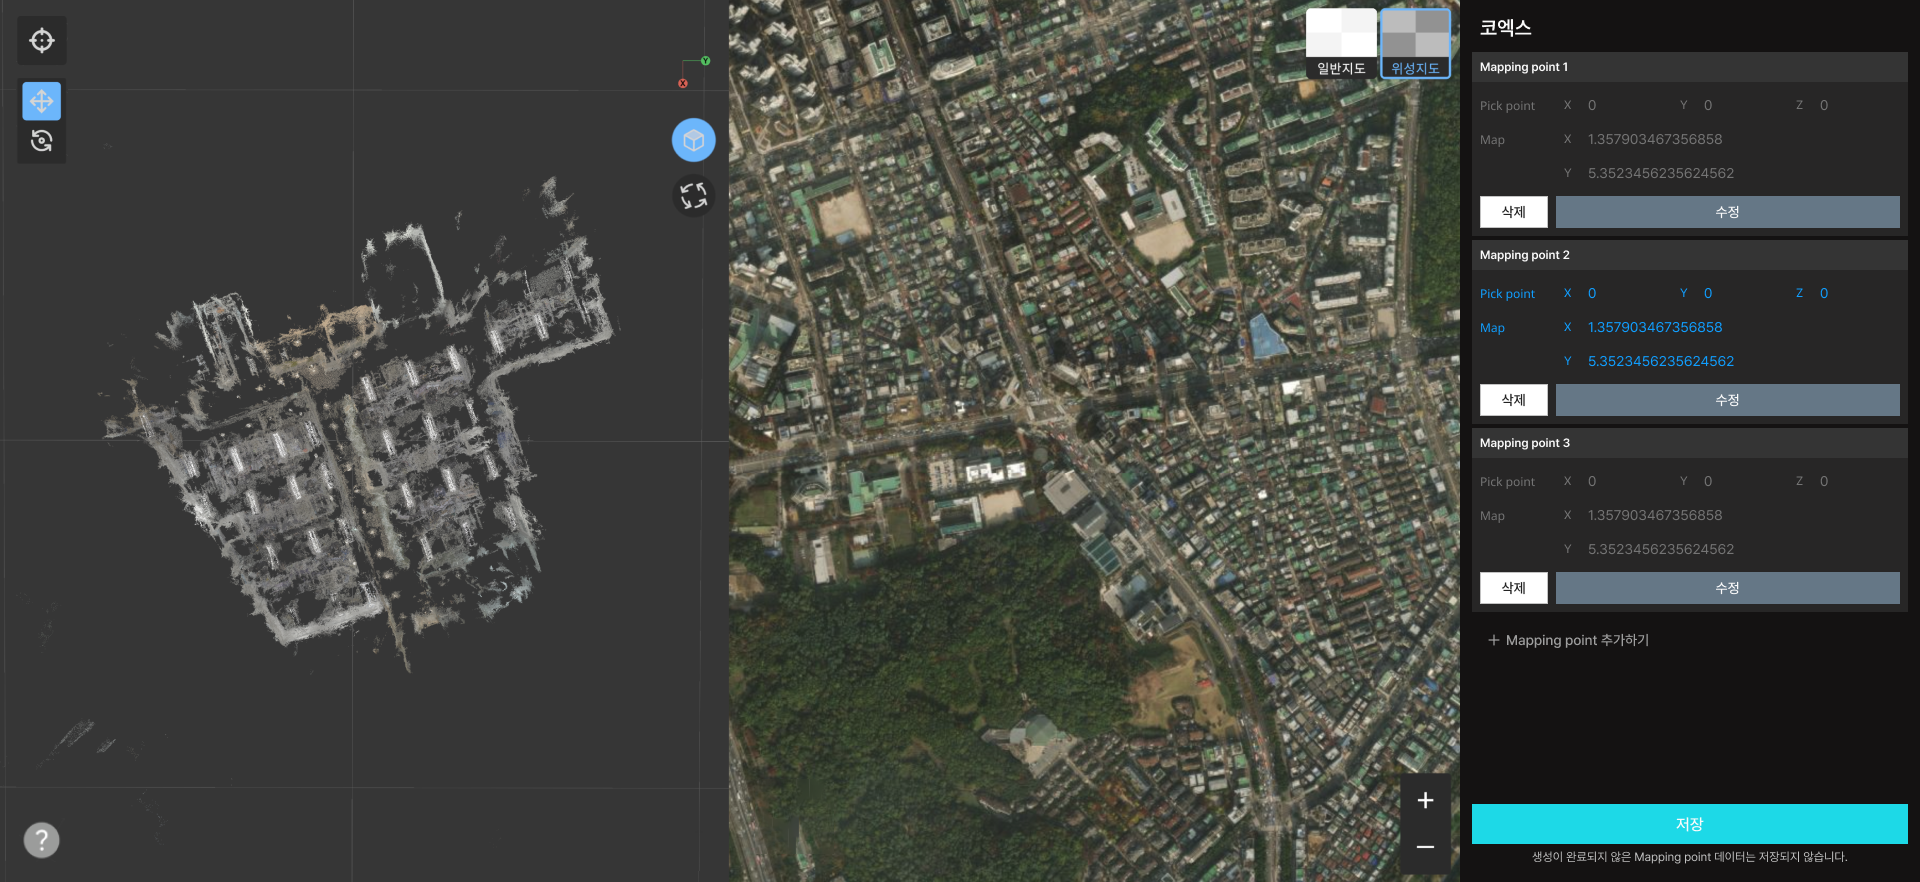 Y
X
?
일반지도
위성지도
코엑스
Mapping point 1
Pick point X 0 Y 0 Z 0
Map X 1.357903467356858
Y 5.3523456235624562
삭제 수정
Mapping point 2
Pick point X 0 Y 0 Z 0
Map X 1.357903467356858
Y 5.3523456235624562
삭제 수정
Mapping point 3
Pick point X 0 Y 0 Z 0
Map X 1.357903467356858
Y 5.3523456235624562
삭제 수정
+ Mapping point 추가하기
저장
생성이 완료되지 않은 Mapping point 데이터는 저장되지 않습니다.